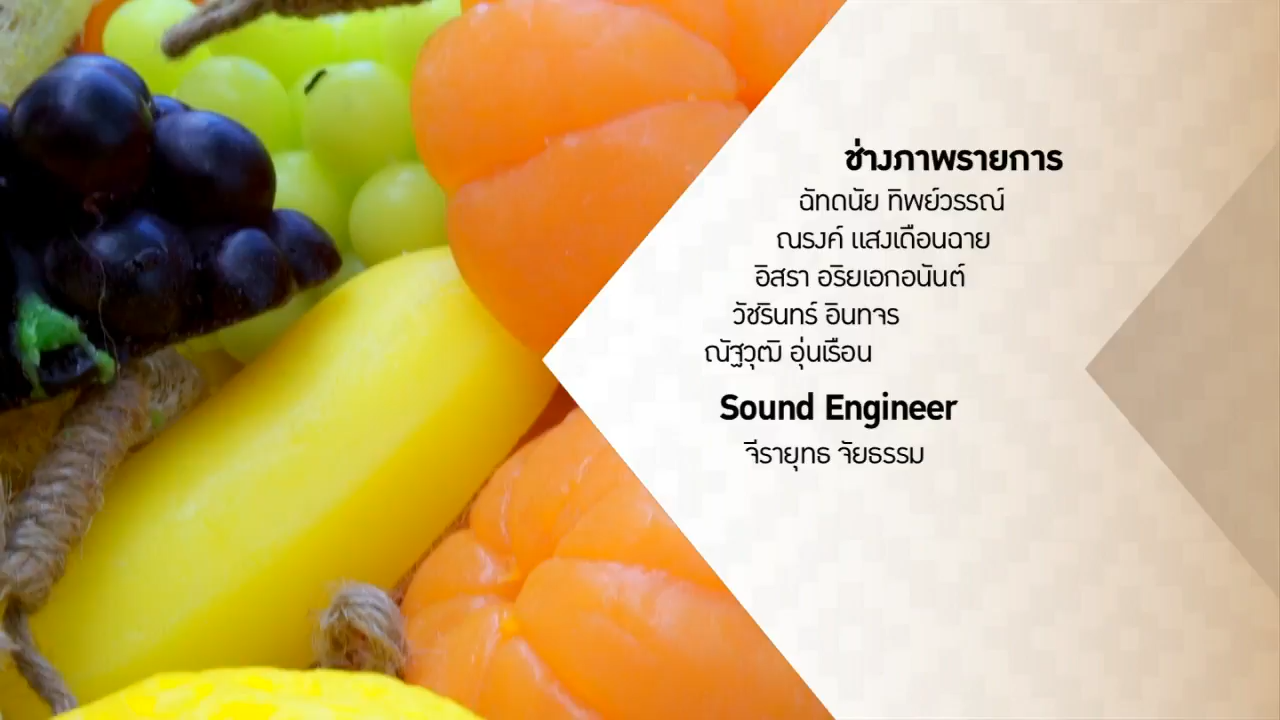 ช่างภาพรายการ
ฉัทดนัย ทิพย์วรรณ์
ณรงค์ แสงเดือนฉาย
อิสรา อริยเอกอนันต์
วัชรินทร์ อินทจร
ณัฐวุฒิ อุ่นเรือน
Sound Engineer
จีรายุทธ จัยธรรม